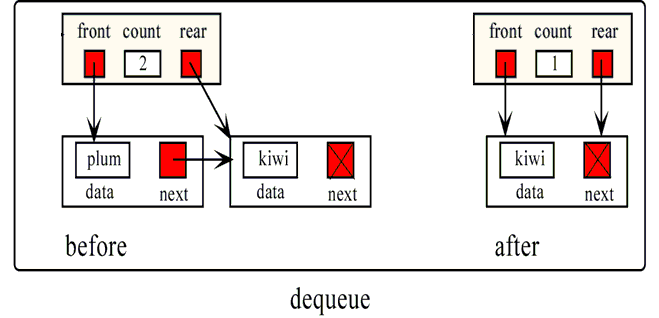 front count rear
2
plum
data
next
kiwi
data
next
before
front count rear
1
kiwi
data
next
after
dequeue